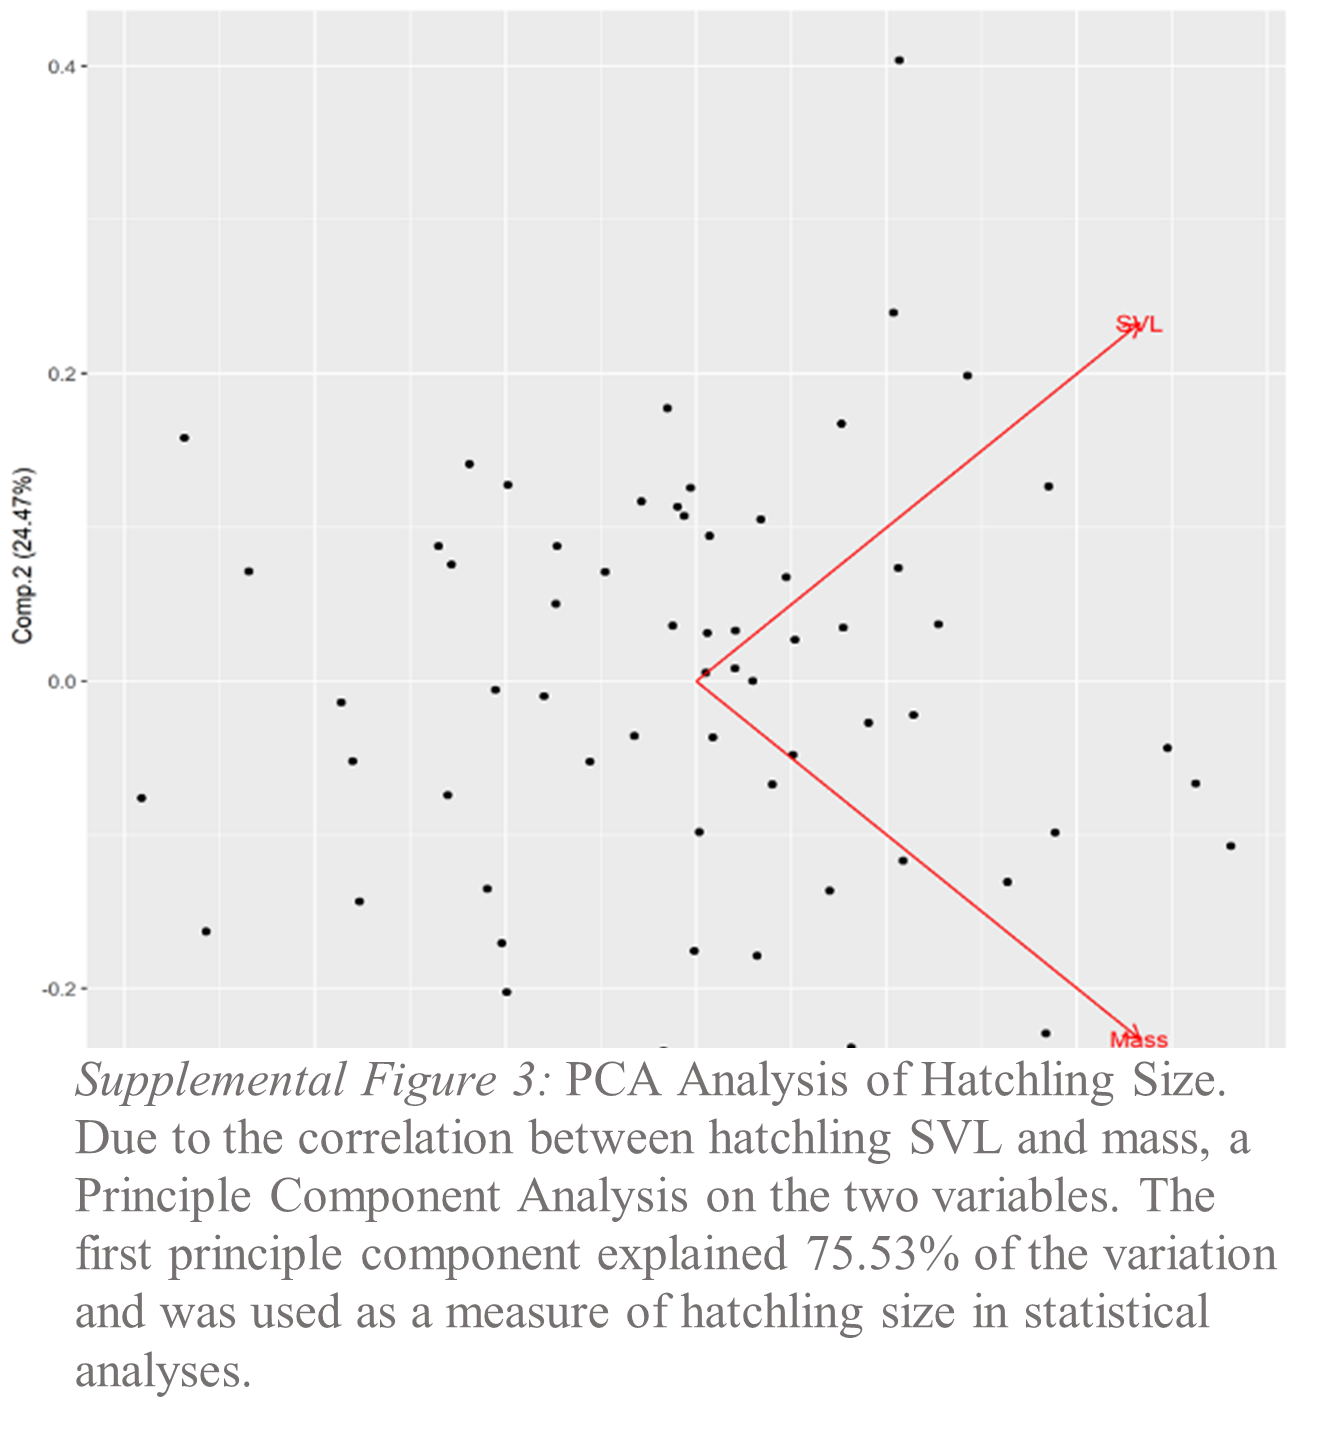 0.4
SVL
0.2
Comp.2 (24.47%)
0.0
-0.2
Mass
Supplemental Figure 3: PCA Analysis of Hatchling Size.
Due to the correlation between hatchling SVL and mass, a
Principle Component Analysis on the two variables. The
first principle component explained 75.53% of the variation
and was used as a measure of hatchling size in statistical
analyses.